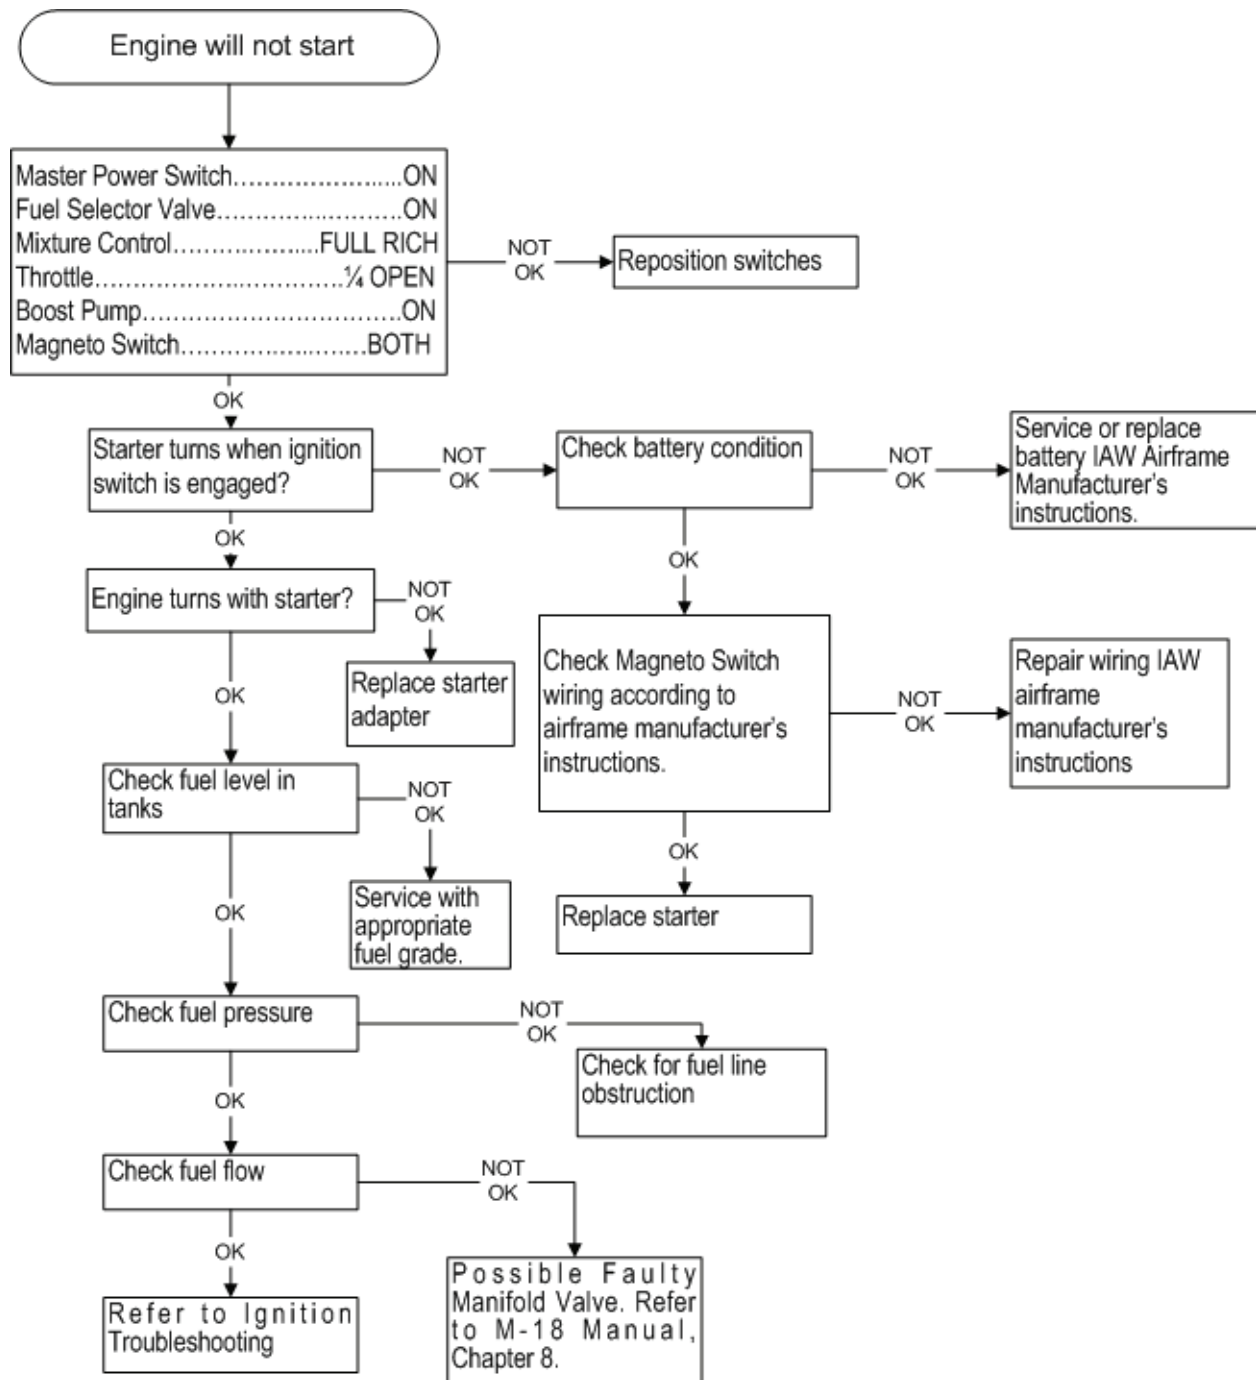 Engine will not start
Master Power Switch........................ON
Fuel Selector Valve............................ON
Mixture Control......................FULL RICH
Throttle......................................¼ OPEN
Boost Pump........................................ON
Magneto Switch............................BOTH
NOT
OK
Reposition switches
OK
Starter turns when ignition
switch is engaged?
NOT
OK
Check battery condition
NOT
OK
Service or replace
battery IAW Airframe
Manufacturer's
instructions.
OK
OK
Engine turns with starter?
NOT
OK
Replace starter
adapter
Check Magneto Switch
wiring according to
airframe manufacturer's
instructions.
NOT
OK
Repair wiring IAW
airframe
manufacturer's
instructions
OK
Check fuel level in
tanks
NOT
OK
Service with
appropriate
fuel grade.
OK
Replace starter
OK
Check fuel pressure
NOT
OK
Check for fuel line
obstruction
OK
Check fuel flow
NOT
OK
Possible Faulty
Manifold Valve. Refer
to M-18 Manual,
Chapter 8.
OK
Refer to Ignition
Troubleshooting